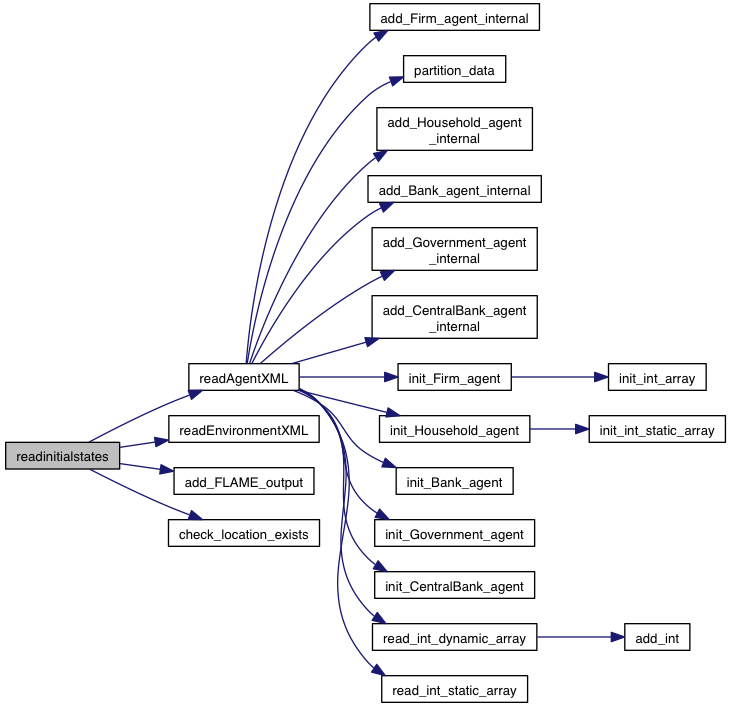 add_Firm_agent_internal
partition_data
add_Household_agent
_internal
add_Bank_agent_internal
add_Government_agent
_internal
add_CentralBank_agent
_internal
readAgentXML
init_Firm_agent
init_int_array
readEnvironmentXML
init_Household_agent
init_int_static_array
readinitialstates
add_FLAME_output
init_Bank_agent
check_location_exists
init_Government_agent
init_CentralBank_agent
read_int_dynamic_array
add_int
read_int_static_array